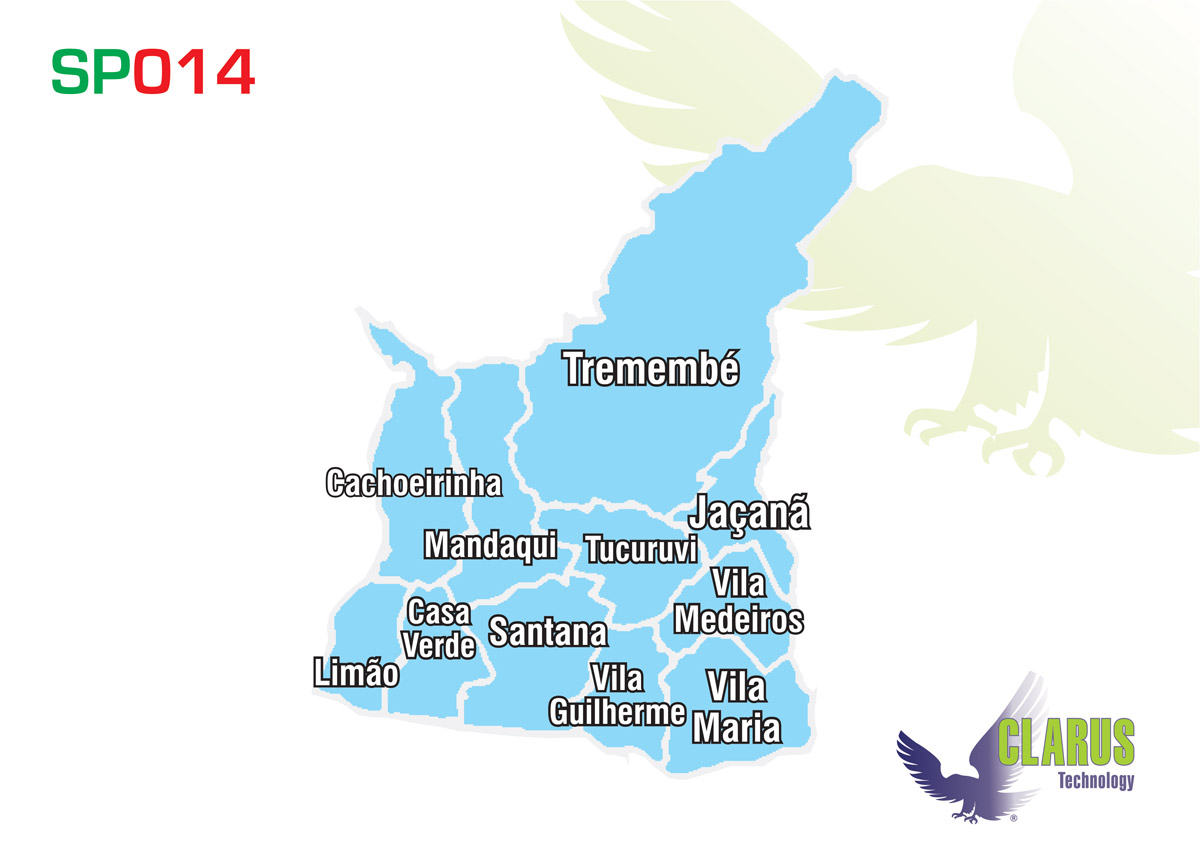 SP014
Tremembé
Cachoeirinha
Jaçanã
Mandaqui
Tucuruvi
Vila
Medeiros
Casa
Verde
Santana
Limão
Vila
Guilherme
Vila
Maria
CLARUS
Technology
®